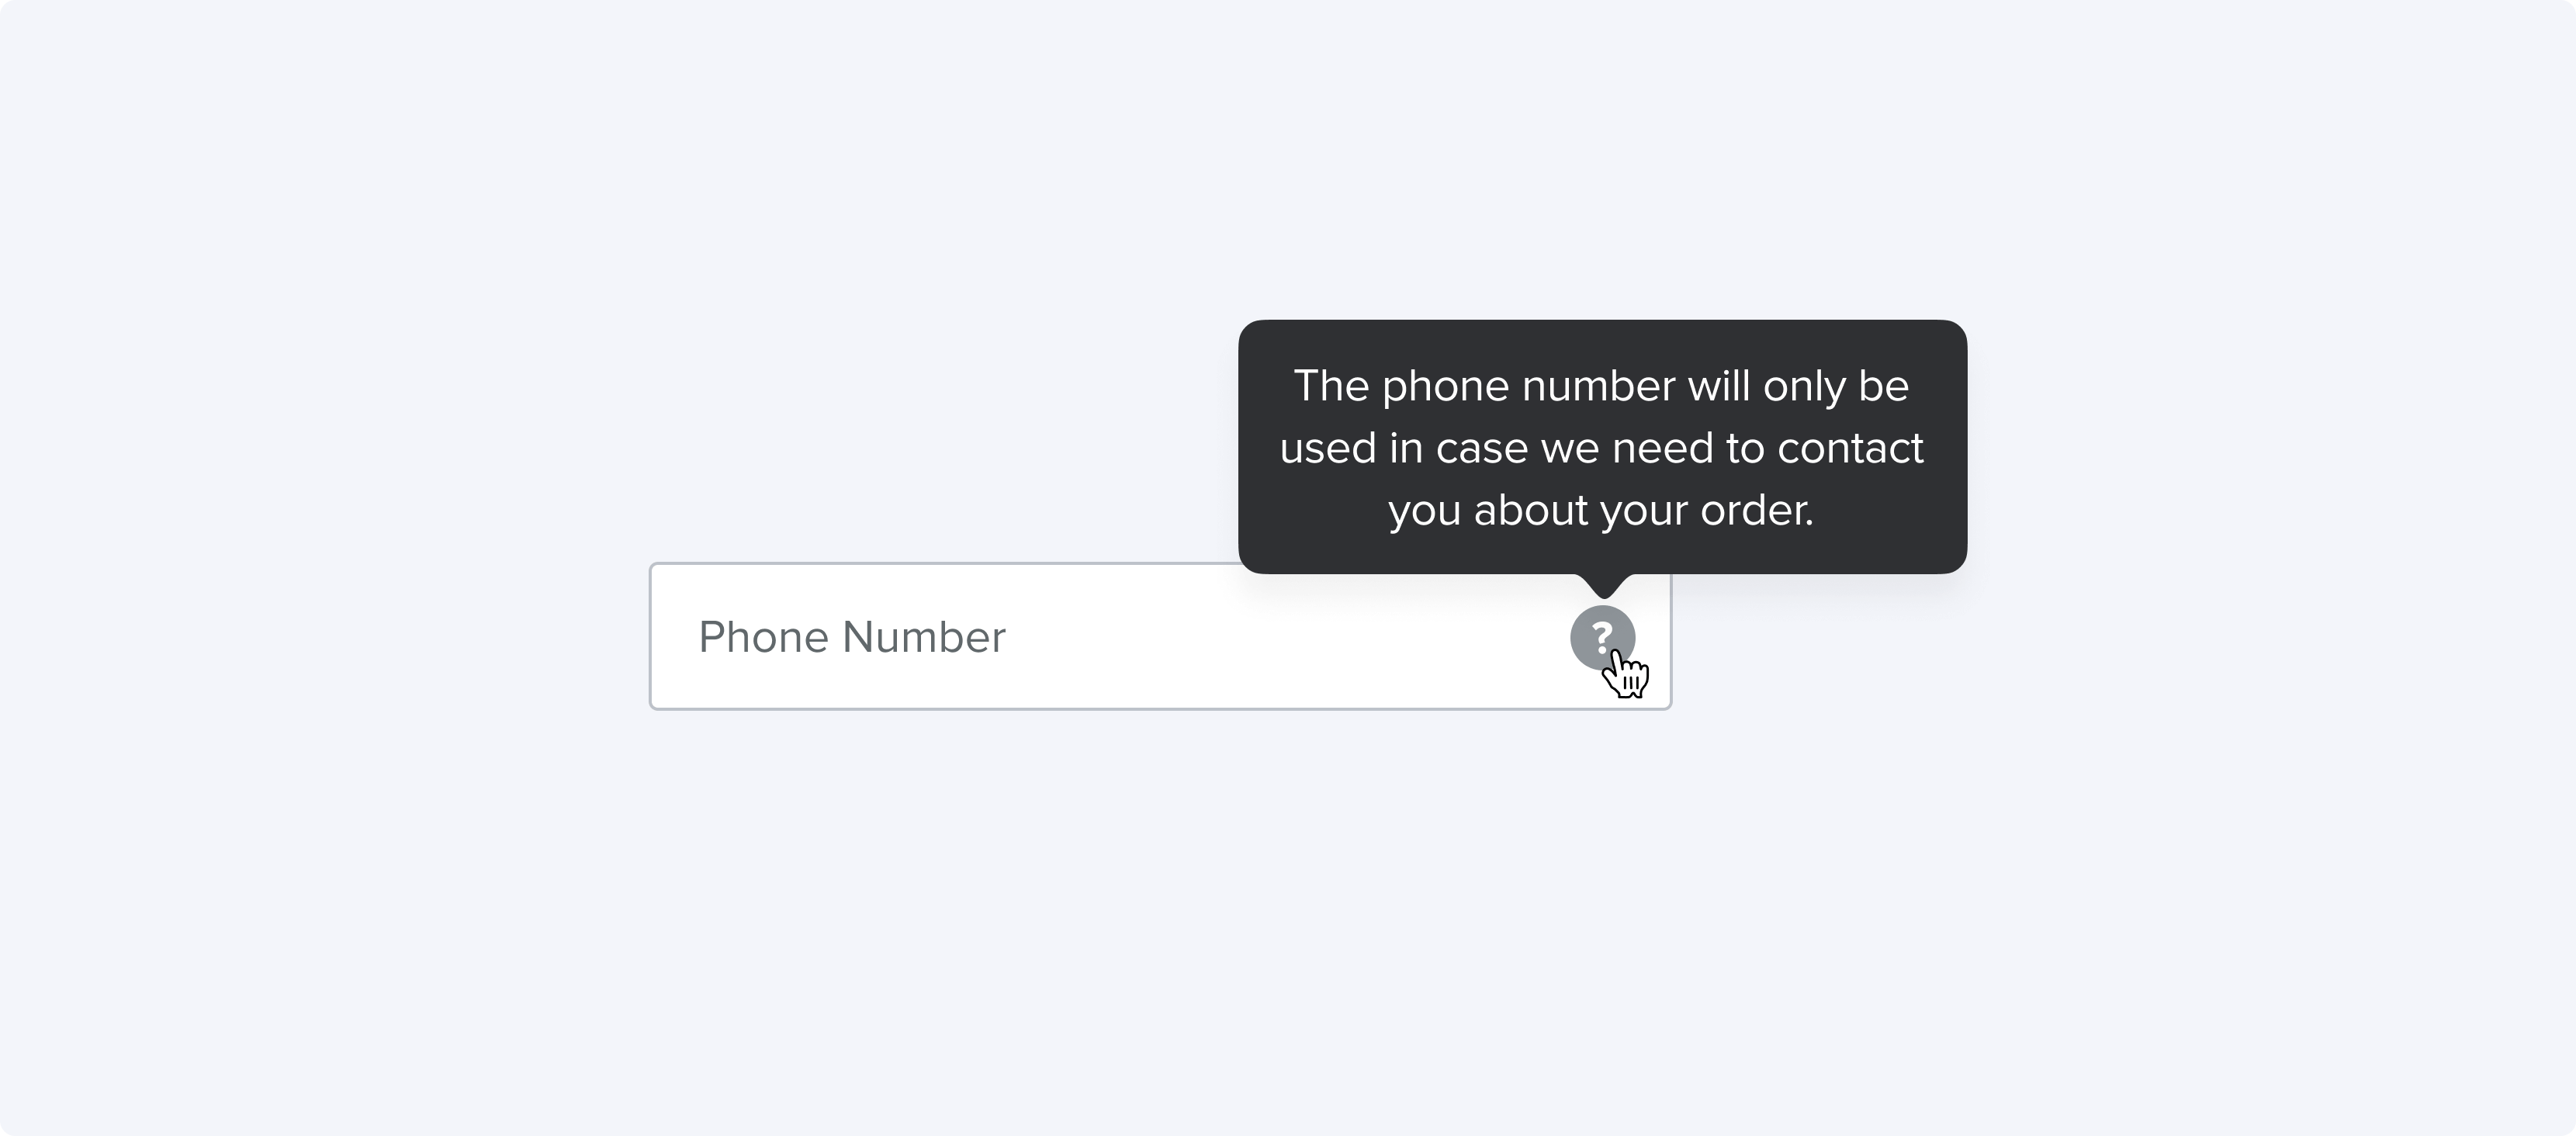 The phone number will only be
used in case we need to contact
you about your order.
Phone Number
?